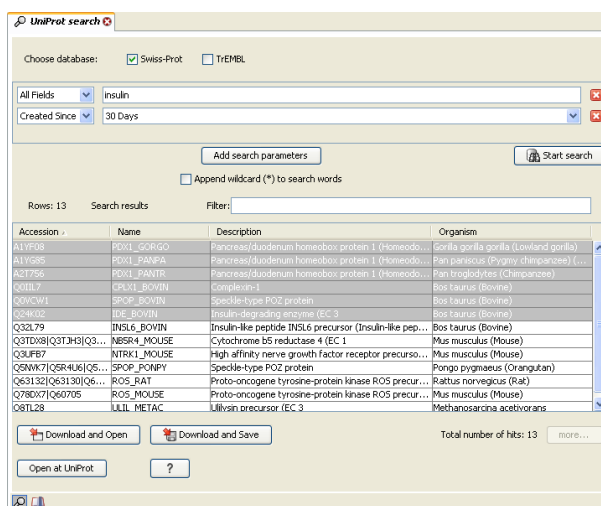 UniProt search
Choose database: Swiss-Prot TrEMBL
All Fields insulin
Created Since 30 Days
Add search parameters Start search
Append wildcard (*) to search words
Rows: 13 Search results Filter:
Accession Name Description Organism
A1YF08 PDX1_GORGO Pancreas/duodenum homeobox protein 1 (Homeodo... Gorilla gorilla gorilla (Lowland gorilla)
A1YG85 PDX1_PANPA Pancreas/duodenum homeobox protein 1 (Homeodo... Pan paniscus (Pygmy chimpanzee) (...
A2T756 PDX1_PANTR Pancreas/duodenum homeobox protein 1 (Homeodo... Pan troglodytes (Chimpanzee)
Q0IIL7 CPLX1_BOVIN Complexin-1 Bos taurus (Bovine)
Q0VCW1 SPOP_BOVIN Speckle-type POZ protein Bos taurus (Bovine)
Q24K02 IDE_BOVIN Insulin-degrading enzyme (EC 3 Bos taurus (Bovine)
Q32L79 INSL6_BOVIN Insulin-like peptide INSL6 precursor (Insulin-like pep... Bos taurus (Bovine)
Q3TDX8|Q3TJH3|Q3... NB5R4_MOUSE Cytochrome b5 reductase 4 (EC 1 Mus musculus (Mouse)
Q3UFB7 NTRK1_MOUSE High affinity nerve growth factor receptor precurso... Mus musculus (Mouse)
Q5NVK7|Q5R4U6|Q5... SPOP_PONPY Speckle-type POZ protein Pongo pygmaeus (Orangutan)
Q63132|Q63130|Q6... ROS_RAT Proto-oncogene tyrosine-protein kinase ROS precur... Rattus norvegicus (Rat)
Q78DX7|Q60705 ROS_MOUSE Proto-oncogene tyrosine-protein kinase ROS precur... Mus musculus (Mouse)
Q8TL28 ULIL_METAC Ulilysin precursor (EC 3 Methanosarcina acetivorans
Download and Open Download and Save Total number of hits: 13 more...
Open at UniProt ?